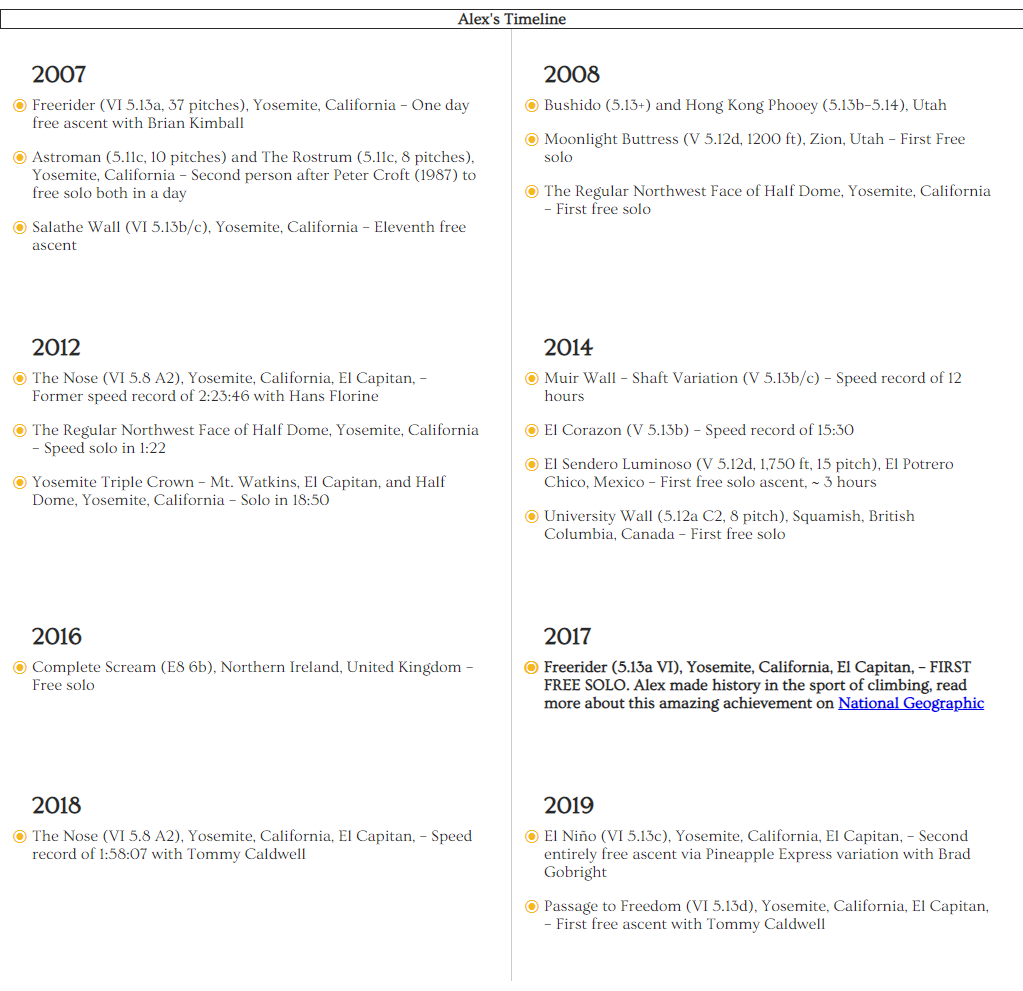 Alex's Timeline
2007
Freerider (VI 5.13a, 37 pitches), Yosemite, California – One day
free ascent with Brian Kimball
Astroman (5.11c, 10 pitches) and The Rostrum (5.11c, 8 pitches),
Yosemite, California – Second person after Peter Croft (1987) to
free solo both in a day
Salathe Wall (VI 5.13b/c), Yosemite, California – Eleventh free
ascent
2008
Bushido (5.13+) and Hong Kong Phooey (5.13b–5.14), Utah
Moonlight Buttress (V 5.12d, 1200 ft), Zion, Utah – First Free
solo
The Regular Northwest Face of Half Dome, Yosemite, California
– First free solo
2012
The Nose (VI 5.8 A2), Yosemite, California, El Capitan, –
Former speed record of 2:23:46 with Hans Florine
The Regular Northwest Face of Half Dome, Yosemite, California
– Speed solo in 1:22
Yosemite Triple Crown – Mt. Watkins, El Capitan, and Half
Dome, Yosemite, California – Solo in 18:50
2014
Muir Wall – Shaft Variation (V 5.13b/c) – Speed record of 12
hours
El Corazon (V 5.13b) – Speed record of 15:30
El Sendero Luminoso (V 5.12d, 1,750 ft, 15 pitch), El Potrero
Chico, Mexico – First free solo ascent, ~ 3 hours
University Wall (5.12a C2, 8 pitch), Squamish, British
Columbia, Canada – First free solo
2016
Complete Scream (E8 6b), Northern Ireland, United Kingdom –
Free solo
2017
Freerider (5.13a VI), Yosemite, California, El Capitan, – FIRST
FREE SOLO. Alex made history in the sport of climbing, read
more about this amazing achievement on National Geographic
2018
The Nose (VI 5.8 A2), Yosemite, California, El Capitan, – Speed
record of 1:58:07 with Tommy Caldwell
2019
El Niño (VI 5.13c), Yosemite, California, El Capitan, – Second
entirely free ascent via Pineapple Express variation with Brad
Gobright
Passage to Freedom (VI 5.13d), Yosemite, California, El Capitan,
– First free ascent with Tommy Caldwell